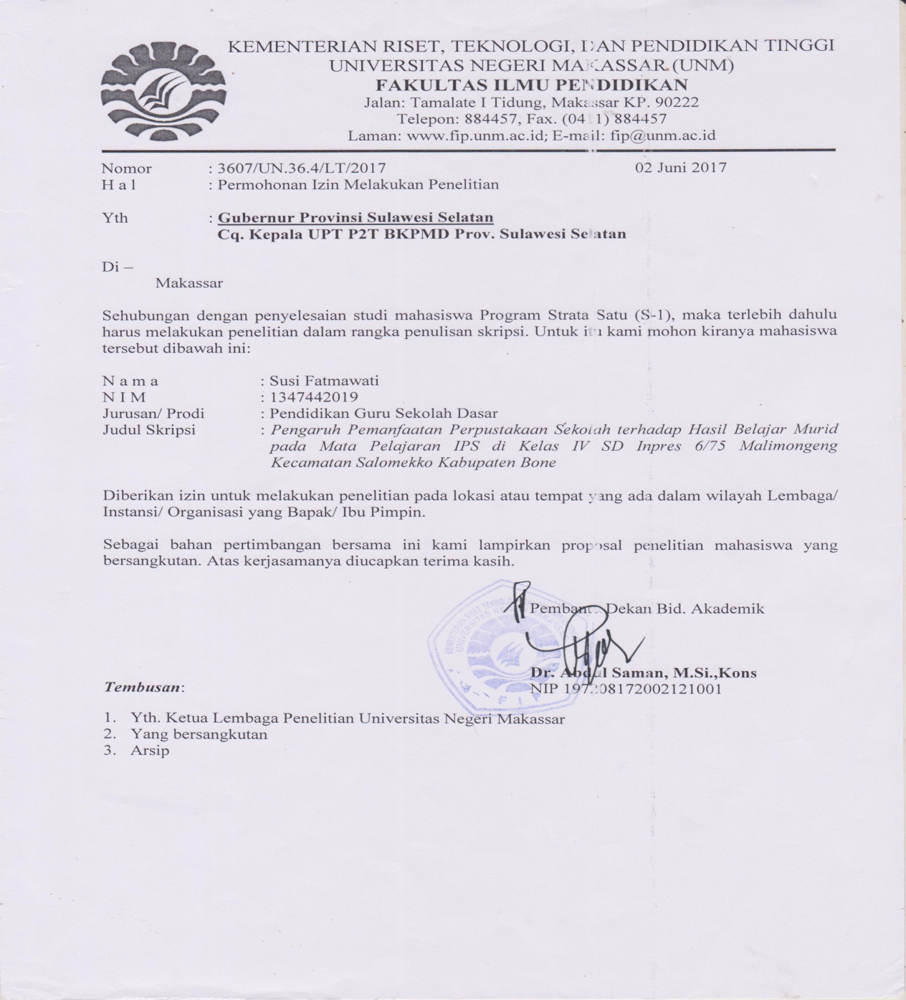 KEMENTERIAN RISET, TEKNOLOGI, DAN PENDIDIKAN TINGGI
UNIVERSITAS NEGERI MAKASSAR (UNM)
FAKULTAS ILMU PENDIDIKAN
Jalan: Tamalate I Tidung, Makassar KP. 90222
Telepon: 884457, Fax. (0411) 884457
Laman: www.fip.unm.ac.id; E-mail: fip@unm.ac.id
Nomor : 3607/UN.36.4/LT/2017 02 Juni 2017
H a l : Permohonan Izin Melakukan Penelitian
Yth : Gubernur Provinsi Sulawesi Selatan
Cq. Kepala UPT P2T BKPMD Prov. Sulawesi Selatan
Di –
Makassar
Sehubungan dengan penyelesaian studi mahasiswa Program Strata Satu (S-1), maka terlebih dahulu
harus melakukan penelitian dalam rangka penulisan skripsi. Untuk itu kami mohon kiranya mahasiswa
tersebut dibawah ini:
N a m a : Susi Fatmawati
N I M : 1347442019
Jurusan/ Prodi : Pendidikan Guru Sekolah Dasar
Judul Skripsi : Pengaruh Pemanfaatan Perpustakaan Sekolah terhadap Hasil Belajar Murid
pada Mata Pelajaran IPS di Kelas IV SD Inpres 6/75 Malimongeng
Kecamatan Salomekko Kabupaten Bone
Diberikan izin untuk melakukan penelitian pada lokasi atau tempat yang ada dalam wilayah Lembaga/
Instansi/ Organisasi yang Bapak/ Ibu Pimpin.
Sebagai bahan pertimbangan bersama ini kami lampirkan proposal penelitian mahasiswa yang
bersangkutan. Atas kerjasamanya diucapkan terima kasih.
Pembantu Dekan Bid. Akademik
Dr. Abdul Saman, M.Si.,Kons
NIP 197208172002121001
FIP
Tembusan:
1. Yth. Ketua Lembaga Penelitian Universitas Negeri Makassar
2. Yang bersangkutan
3. Arsip